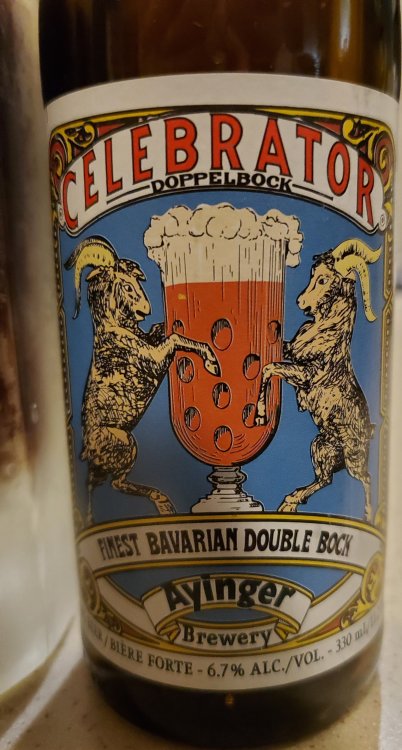 CELEBRATOR
DOPPELBOCK
FINEST BAVARIAN DOUBLE BOCK
Ayinger
Brewery
/ BIÈRE FORTE - 6.7% ALC./VOL. - 330 mL